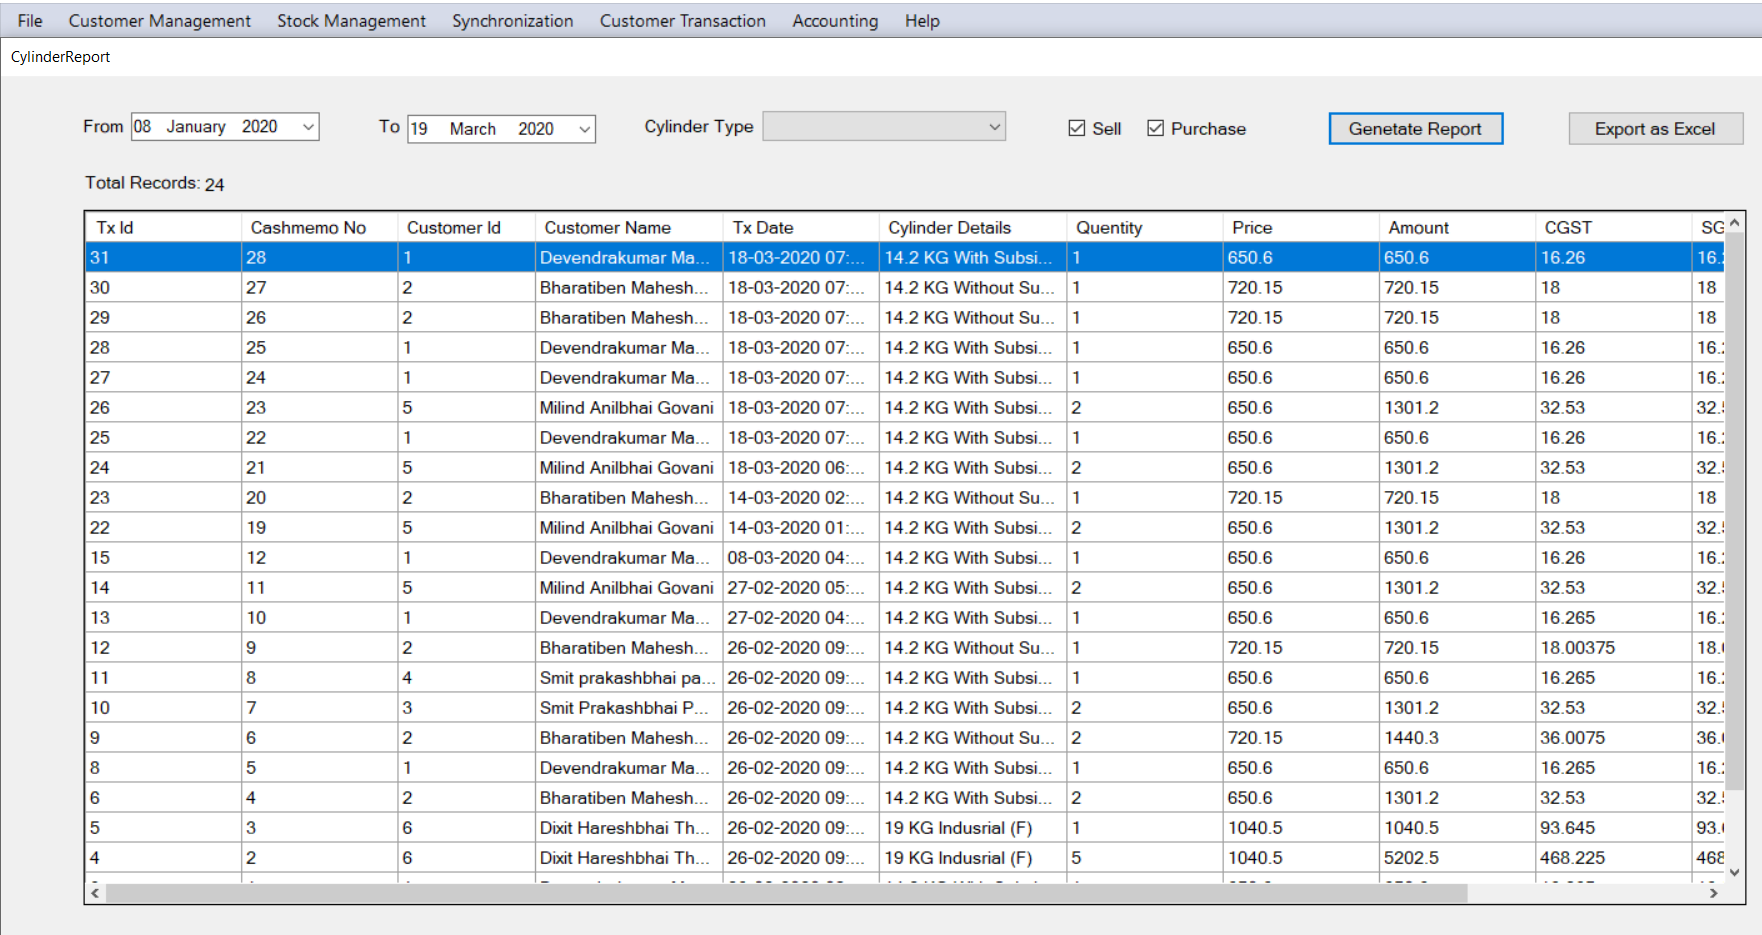 File Customer Management Stock Management Synchronization Customer Transaction Accounting Help
CylinderReport
From 08 January 2020 To 19 March 2020 Cylinder Type Sell Purchase Genetate Report Export as Excel
Total Records: 24
Tx Id Cashmemo No Customer Id Customer Name Tx Date Cylinder Details Quentity Price Amount CGST SG
31 28 1 Devendrakumar Ma... 18-03-2020 07:... 14.2 KG With Subsi... 1 650.6 650.6 16.26 16.
30 27 2 Bharatiben Mahesh... 18-03-2020 07:... 14.2 KG Without Su... 1 720.15 720.15 18 18
29 26 2 Bharatiben Mahesh... 18-03-2020 07:... 14.2 KG Without Su... 1 720.15 720.15 18 18
28 25 1 Devendrakumar Ma... 18-03-2020 07:... 14.2 KG With Subsi... 1 650.6 650.6 16.26 16.
27 24 1 Devendrakumar Ma... 18-03-2020 07:... 14.2 KG With Subsi... 1 650.6 650.6 16.26 16.
26 23 5 Milind Anilbhai Govani 18-03-2020 07:... 14.2 KG With Subsi... 2 650.6 1301.2 32.53 32.
25 22 1 Devendrakumar Ma... 18-03-2020 07:... 14.2 KG With Subsi... 1 650.6 650.6 16.26 16.
24 21 5 Milind Anilbhai Govani 18-03-2020 06:... 14.2 KG With Subsi... 2 650.6 1301.2 32.53 32.
23 20 2 Bharatiben Mahesh... 14-03-2020 02:... 14.2 KG Without Su... 1 720.15 720.15 18 18
22 19 5 Milind Anilbhai Govani 14-03-2020 01:... 14.2 KG With Subsi... 2 650.6 1301.2 32.53 32.
15 12 1 Devendrakumar Ma... 08-03-2020 04:... 14.2 KG With Subsi... 1 650.6 650.6 16.26 16.
14 11 5 Milind Anilbhai Govani 27-02-2020 05:... 14.2 KG With Subsi... 2 650.6 1301.2 32.53 32.
13 10 1 Devendrakumar Ma... 27-02-2020 04:... 14.2 KG With Subsi... 1 650.6 650.6 16.265 16.
12 9 2 Bharatiben Mahesh... 26-02-2020 09:... 14.2 KG Without Su... 1 720.15 720.15 18.00375 18.
11 8 4 Smit prakashbhai pa... 26-02-2020 09:... 14.2 KG With Subsi... 1 650.6 650.6 16.265 16.
10 7 3 Smit Prakashbhai P... 26-02-2020 09:... 14.2 KG With Subsi... 2 650.6 1301.2 32.53 32.
9 6 2 Bharatiben Mahesh... 26-02-2020 09:... 14.2 KG Without Su... 2 720.15 1440.3 36.0075 36.
8 5 1 Devendrakumar Ma... 26-02-2020 09:... 14.2 KG With Subsi... 1 650.6 650.6 16.265 16.
6 4 2 Bharatiben Mahesh... 26-02-2020 09:... 14.2 KG With Subsi... 2 650.6 1301.2 32.53 32.
5 3 6 Dixit Hareshbhai Th... 26-02-2020 09:... 19 KG Indusrial (F) 1 1040.5 1040.5 93.645 93.
4 2 6 Dixit Hareshbhai Th... 26-02-2020 09:... 19 KG Indusrial (F) 5 1040.5 5202.5 468.225 468